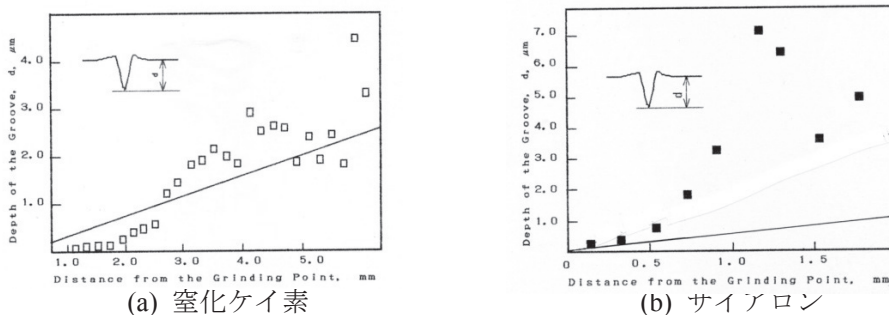 Depth of the Groove, d, μm
4.0
3.0
2.0
1.0
d
1.0 2.0 3.0 4.0 5.0
Distance from the Grinding Point, mm
(a) 窒化ケイ素
Depth of the Groove, d, μm
7.0
6.0
5.0
4.0
3.0
2.0
1.0
d
0 0.5 1.0 1.5
Distance from the Grinding Point, mm
(b) サイアロン